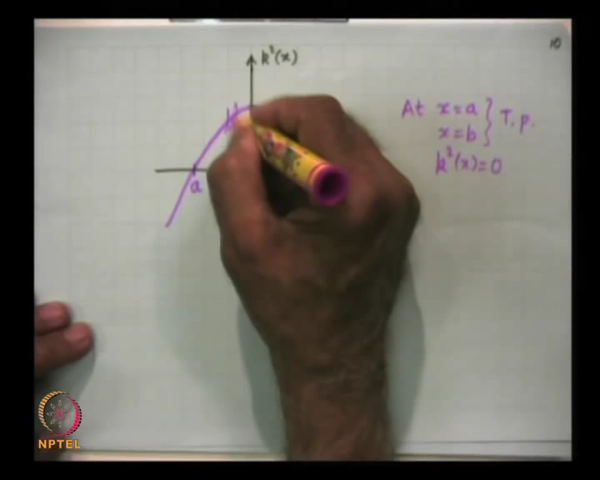 10
k²(x)
At x=a } T.p.
x=b
k²(x)=0
a
NPTEL